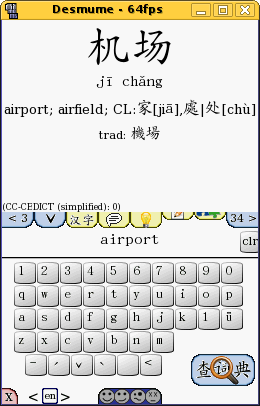 Desmume - 64fps
机场
jī chǎng
airport; airfield; CL:家[jiā],處|处[chù]
trad: 機場
(CC-CEDICT (simplified): 0)
< 3 汉字 34 >
airport clr
1 2 3 4 5 6 7 8 9 0
q w e r t y u i o p
a s d f g h j k l ü
z x c v b n m
ˉ ˊ ˇ ˋ . <
查词典
X < en >